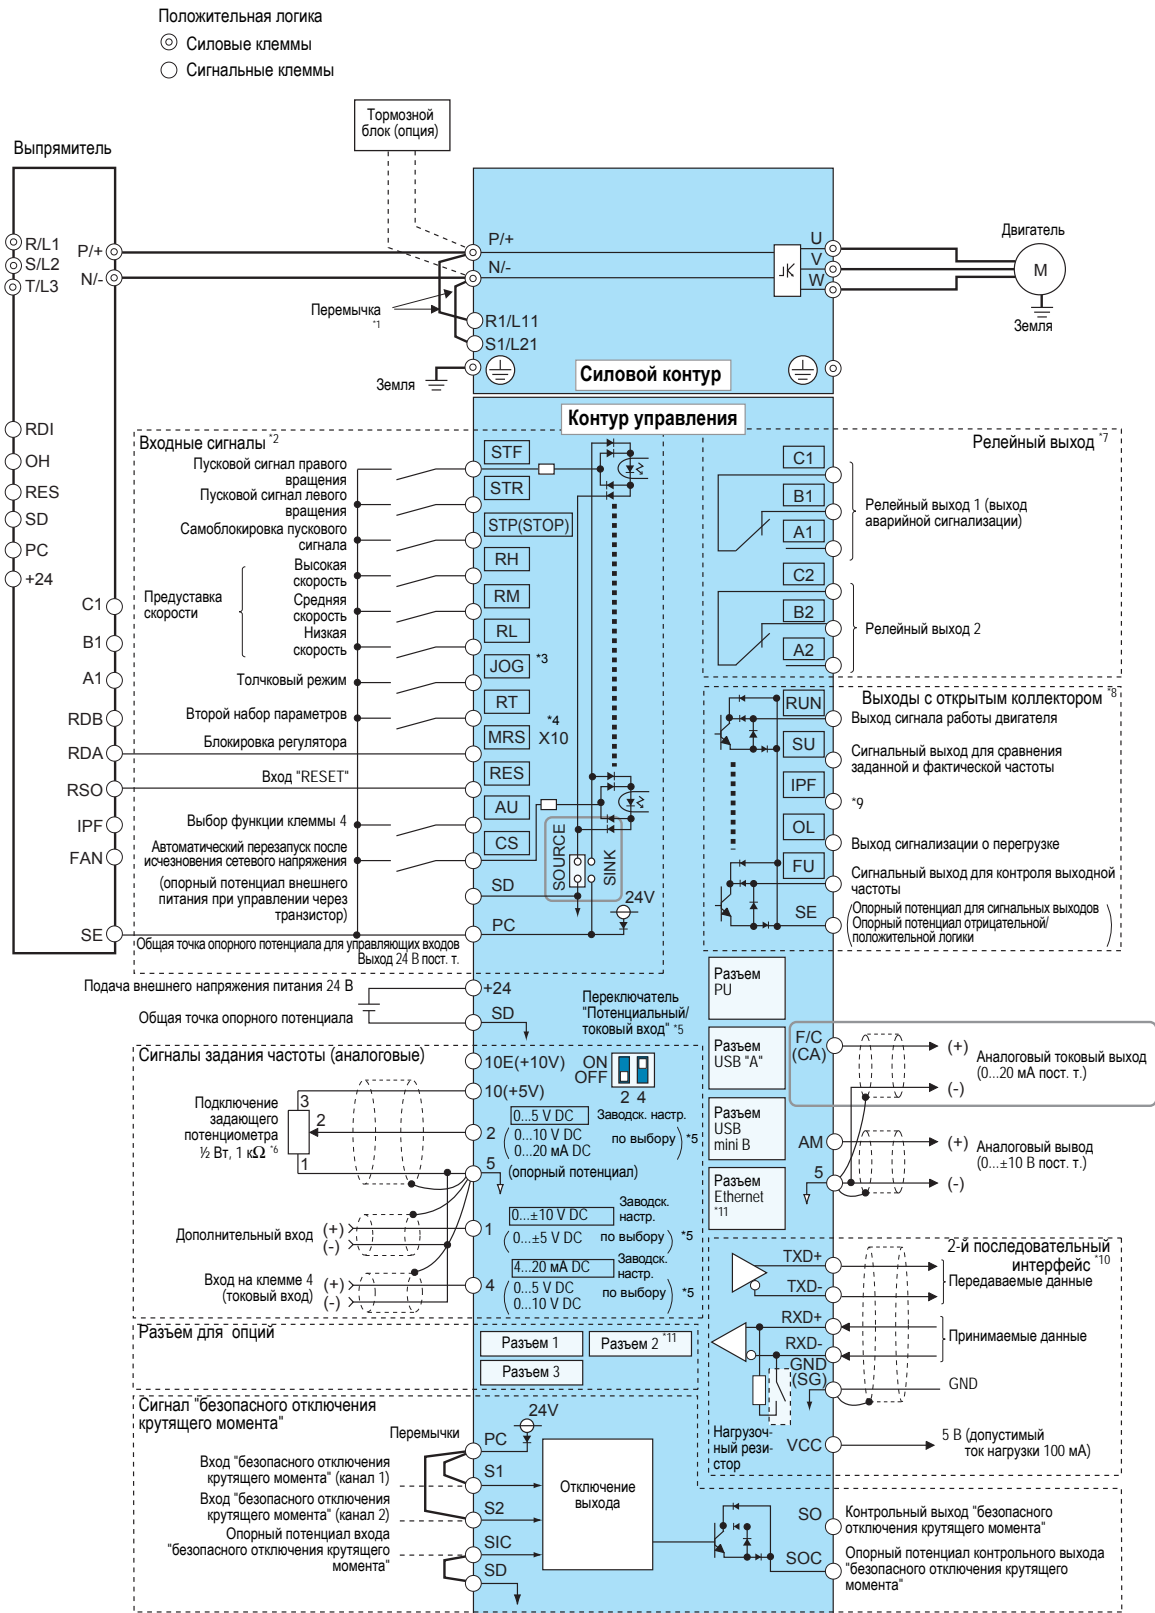 Положительная логика
Силовые клеммы
Сигнальные клеммы
Тормозной
блок (опция)
Выпрямитель
R/L1
S/L2
T/L3
P/+
N/-
P/+
N/-
Перемычка
*1
R1/L11
S1/L21
Земля
Силовой контур
U
V
W
Двигатель
M
Земля
RDI
OH
RES
SD
PC
+24
C1
B1
A1
RDB
RDA
RSO
IPF
FAN
SE
Контур управления
Входные сигналы *2
Пусковой сигнал правого
вращения
Пусковой сигнал левого
вращения
Самоблокировка пускового
сигнала
Предуставка
скорости
Высокая
скорость
Средняя
скорость
Низкая
скорость
Толчковый режим
Второй набор параметров
Блокировка регулятора
Вход "RESET"
Выбор функции клеммы 4
Автоматический перезапуск после
исчезновения сетевого напряжения
(опорный потенциал внешнего
питания при управлении через
транзистор)
Общая точка опорного потенциала для управляющих входов
Выход 24 В пост. т.
STF
STR
STP(STOP)
RH
RM
RL
JOG *3
RT
MRS *4
X10
RES
AU
CS
SD
PC
SOURCE
SINK
24V
Релейный выход *7
C1
B1
A1
Релейный выход 1 (выход
аварийной сигнализации)
C2
B2
A2
Релейный выход 2
Выходы с открытым коллектором *8
RUN
Выход сигнала работы двигателя
SU
Сигнальный выход для сравнения
заданной и фактической частоты
IPF
*9
OL
Выход сигнализации о перегрузке
FU
Сигнальный выход для контроля выходной
частоты
SE
(Опорный потенциал для сигнальных выходов
Опорный потенциал отрицательной/
положительной логики)
Подача внешнего напряжения питания 24 В
+24
Общая точка опорного потенциала
SD
Переключатель
"Потенциальный/
токовый вход" *5
Разъем
PU
Разъем
USB "A"
Разъем
USB
mini B
Разъем
Ethernet
*11
F/C
(CA)
(+)
(-)
Аналоговый токовый выход
(0...20 мА пост. т.)
AM
5
(+)
(-)
Аналоговый вывод
(0...±10 В пост. т.)
Сигналы задания частоты (аналоговые)
10E(+10V)
ON
OFF
2 4
10(+5V)
Подключение
задающего
потенциометра
½ Вт, 1 кΩ *6
3
2
1
2
0...5 V DC
Заводск. настр.
(0...10 V DC
0...20 mA DC
по выбору) *5
5
(опорный потенциал)
Дополнительный вход
(+)
(-)
1
0...±10 V DC
Заводск.
настр.
(0...±5 V DC по выбору) *5
Вход на клемме 4
(токовый вход)
(+)
(-)
4
4...20 mA DC
Заводск.
настр.
(0...5 V DC
0...10 V DC
по выбору) *5
Разъем для опций
Разъем 1
Разъем 2 *11
Разъем 3
2-й последовательный
интерфейс *10
TXD+
TXD-
Передаваемые данные
RXD+
RXD-
Принимаемые данные
GND
(SG)
GND
Нагрузоч-
ный рези-
стор
VCC
5 В (допустимый
ток нагрузки 100 мА)
Сигнал "безопасного отключения
крутящего момента"
Перемычки
24V
PC
S1
S2
SIC
SD
Вход "безопасного отключения
крутящего момента" (канал 1)
Вход "безопасного отключения
крутящего момента" (канал 2)
Опорный потенциал входа
"безопасного отключения крутящего
момента"
Отключение
выхода
SO
Контрольный выход "безопасного
отключения крутящего момента"
SOC
Опорный потенциал контрольного выхода
"безопасного отключения крутящего
момента"